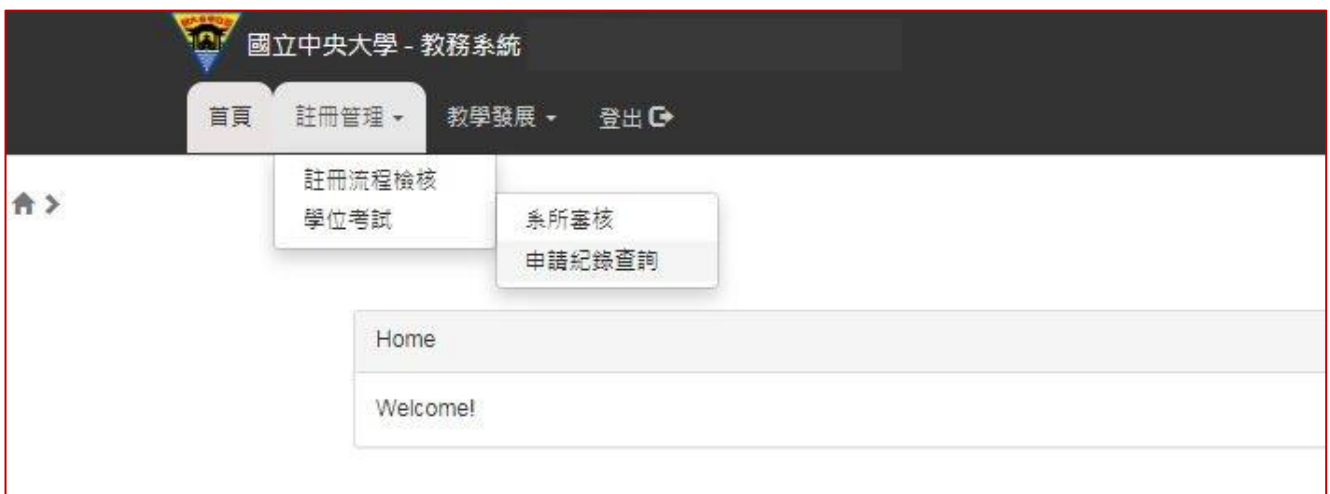 國立中央大學 - 教務系統
首頁 註冊管理 教學發展 登出
註冊流程檢核
學位考試 系所審核
申請紀錄查詢
Home
Welcome!